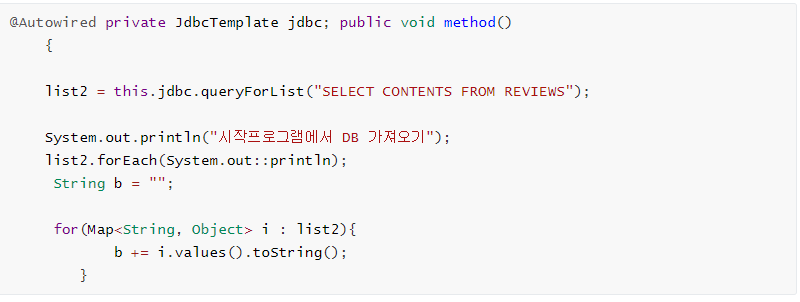 @Autowired private JdbcTemplate jdbc; public void method()
{
list2 = this.jdbc.queryForList("SELECT CONTENTS FROM REVIEWS");
System.out.println("시작프로그램에서 DB 가져오기");
list2.forEach(System.out::println);
String b = "";
for(Map<String, Object> i : list2){
b += i.values().toString();
}